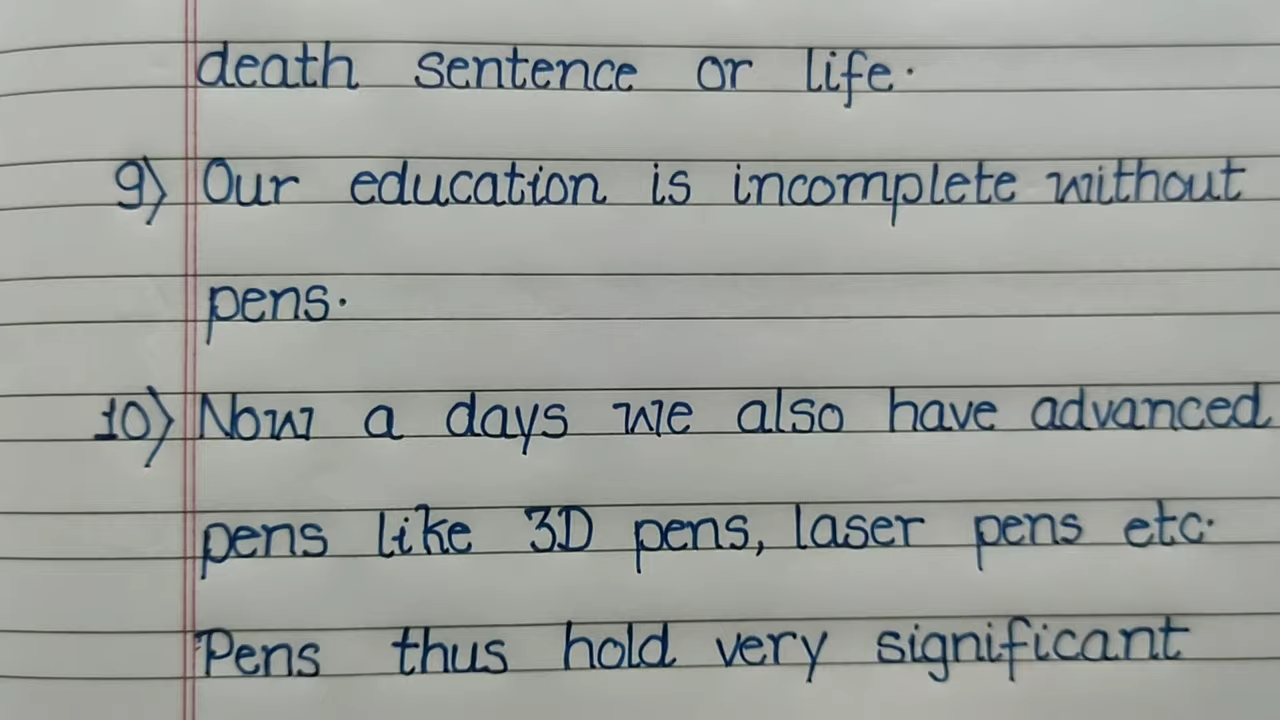 death sentence or life.
9) Our education is incomplete without
pens.
10) Now a days we also have advanced
pens like 3D pens, laser pens etc.
Pens thus hold very significant